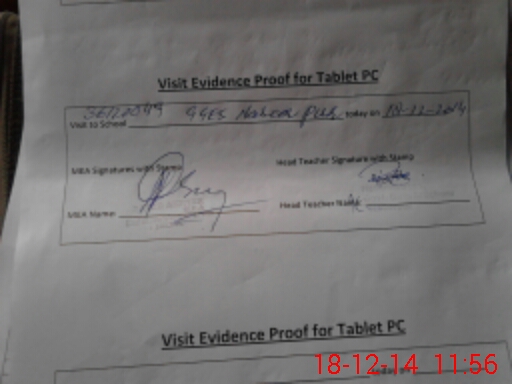 Visit Evidence Proof for Tablet PC
Visit to School GGES today on 18-12-2014
MEA Signatures with Stamp Head Teacher Signature with Stamp
MEA Name: Head Teacher Name:
Visit Evidence Proof for Tablet PC
18-12-14 11:56